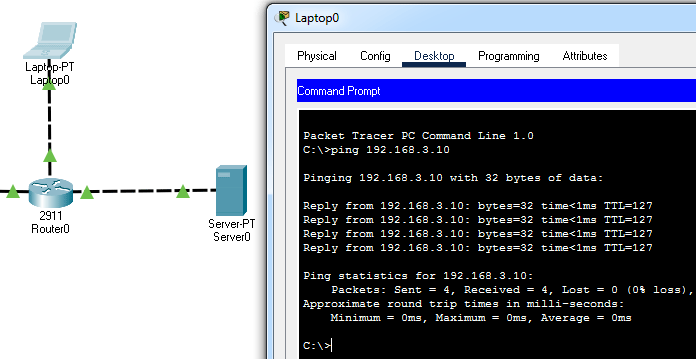 Laptop0
Physical Config Desktop Programming Attributes
Command Prompt
Packet Tracer PC Command Line 1.0
C:\>ping 192.168.3.10
Pinging 192.168.3.10 with 32 bytes of data:
Reply from 192.168.3.10: bytes=32 time<1ms TTL=127
Reply from 192.168.3.10: bytes=32 time<1ms TTL=127
Reply from 192.168.3.10: bytes=32 time<1ms TTL=127
Reply from 192.168.3.10: bytes=32 time<1ms TTL=127
Ping statistics for 192.168.3.10:
Packets: Sent = 4, Received = 4, Lost = 0 (0% loss),
Approximate round trip times in milli-seconds:
Minimum = 0ms, Maximum = 0ms, Average = 0ms
C:\>
Laptop-PT
Laptop0
2911
Router0
Server-PT
Server0